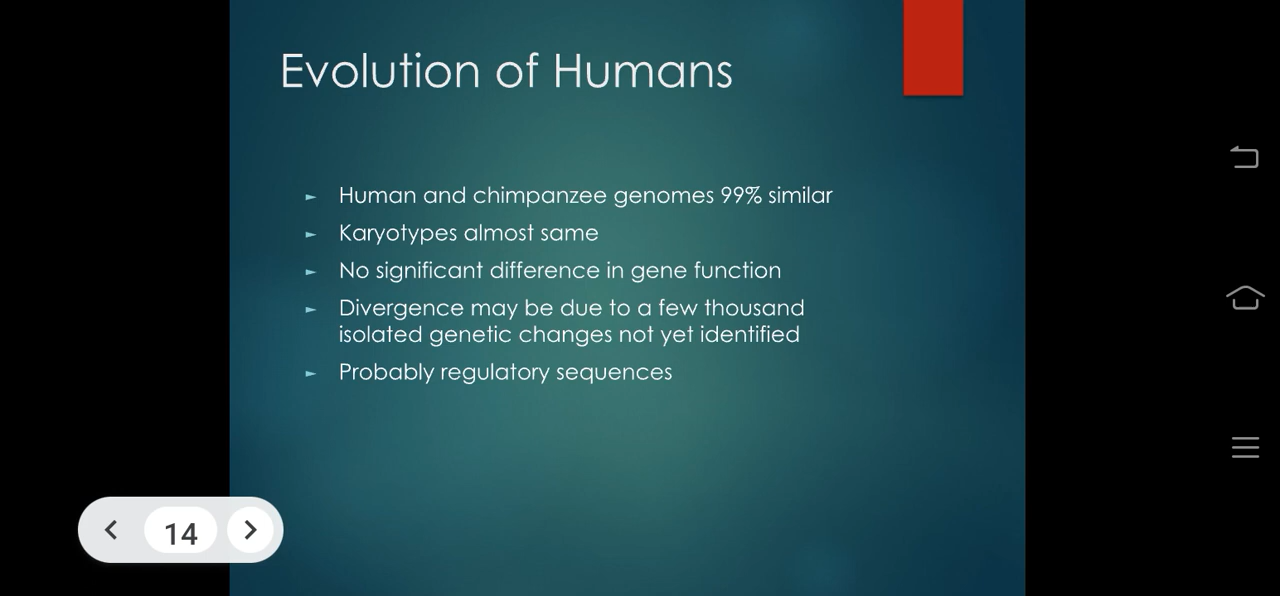 Evolution of Humans
► Human and chimpanzee genomes 99% similar
► Karyotypes almost same
► No significant difference in gene function
► Divergence may be due to a few thousand
isolated genetic changes not yet identified
► Probably regulatory sequences
14